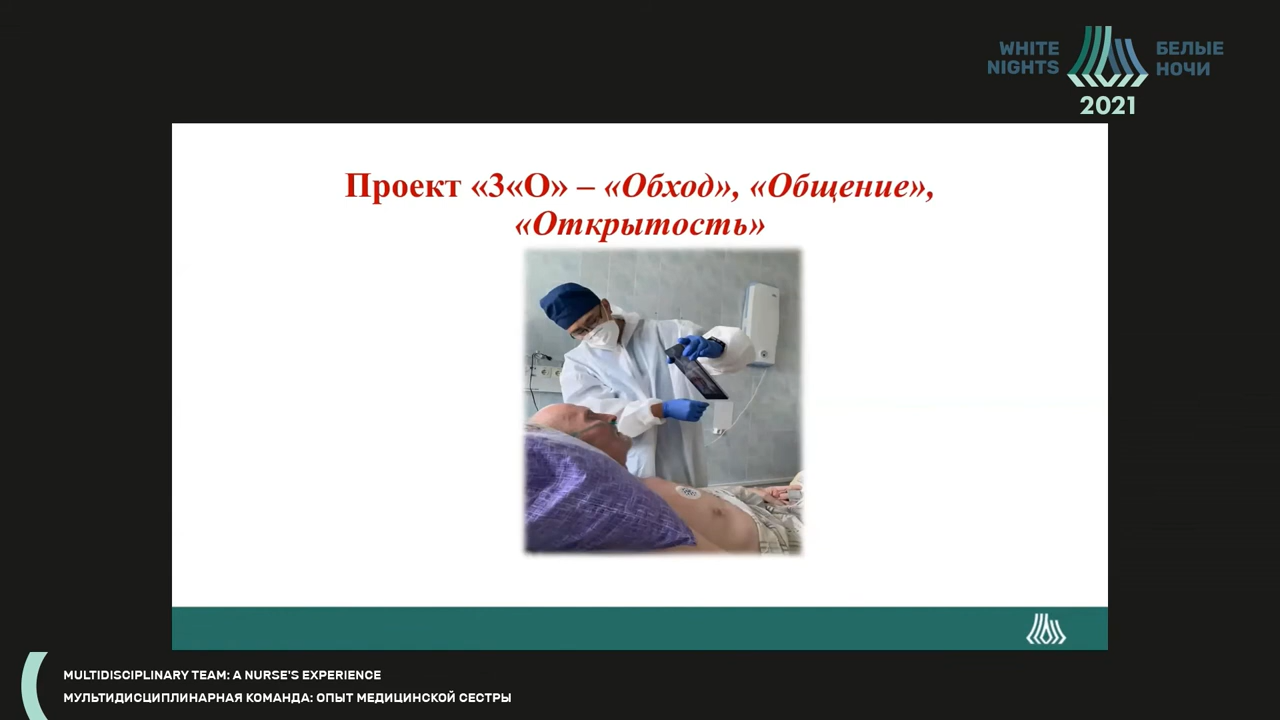 WHITE
NIGHTS
БЕЛЫЕ
НОЧИ
2021
Проект «3«О» – «Обход», «Общение»,
«Открытость»
MULTIDISCIPLINARY TEAM: A NURSE'S EXPERIENCE
МУЛЬТИДИСЦИПЛИНАРНАЯ КОМАНДА: ОПЫТ МЕДИЦИНСКОЙ СЕСТРЫ